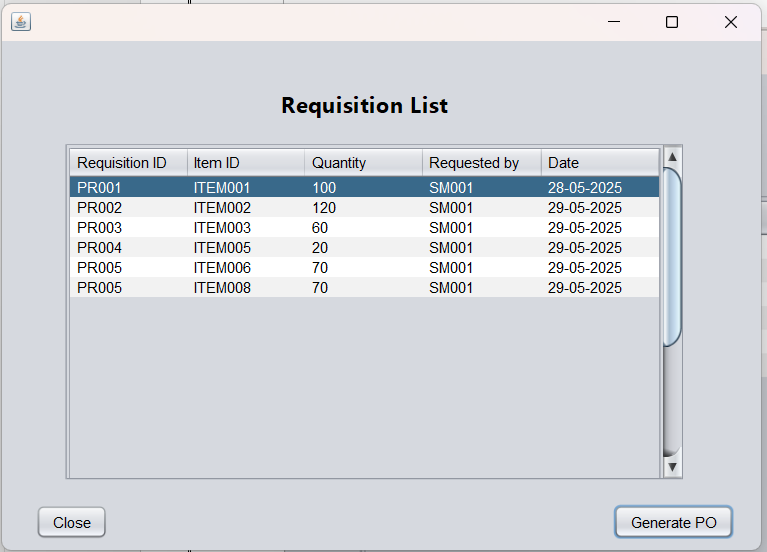 Requisition List
Requisition ID Item ID Quantity Requested by Date
PR001 ITEM001 100 SM001 28-05-2025
PR002 ITEM002 120 SM001 29-05-2025
PR003 ITEM003 60 SM001 29-05-2025
PR004 ITEM005 20 SM001 29-05-2025
PR005 ITEM006 70 SM001 29-05-2025
PR005 ITEM008 70 SM001 29-05-2025
Close Generate PO